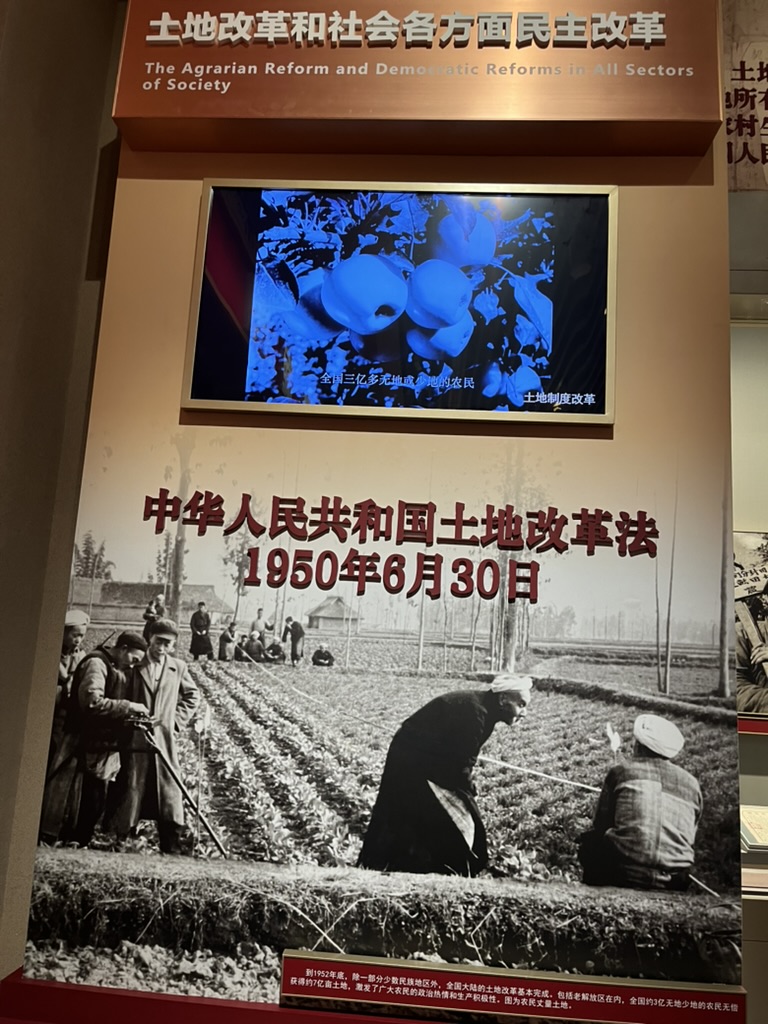 土地改革和社会各方面民主改革
The Agrarian Reform and Democratic Reforms in All Sectors
of Society
全国三亿多无地或少地的农民
土地制度改革
中华人民共和国土地改革法
1950年6月30日
到1952年底，除一部分少数民族地区外，全国大陆的土地改革基本完成。包括老解放区在内，全国约3亿无地少地的农民无偿
获得约7亿亩土地，激发了广大农民的政治热情和生产积极性。图为农民丈量土地。